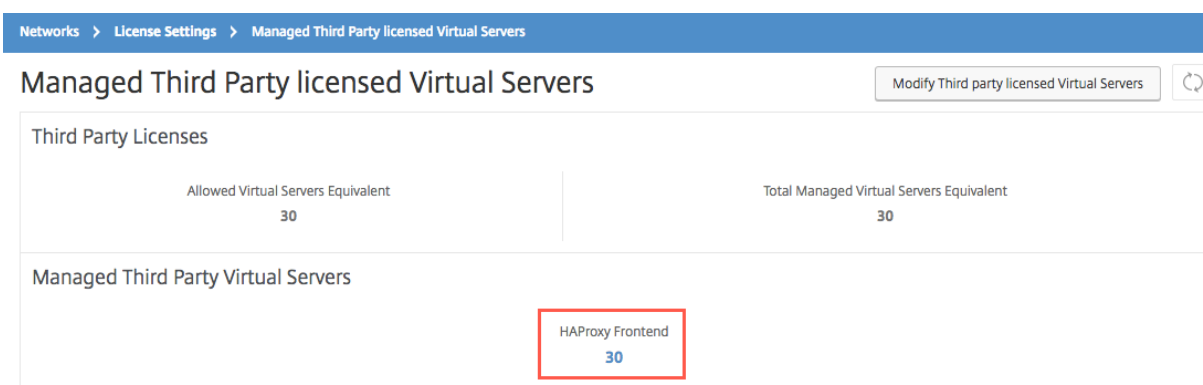 Networks > License Settings > Managed Third Party licensed Virtual Servers
Managed Third Party licensed Virtual Servers
Modify Third party licensed Virtual Servers
Third Party Licenses
Allowed Virtual Servers Equivalent
30
Total Managed Virtual Servers Equivalent
30
Managed Third Party Virtual Servers
HAProxy Frontend
30